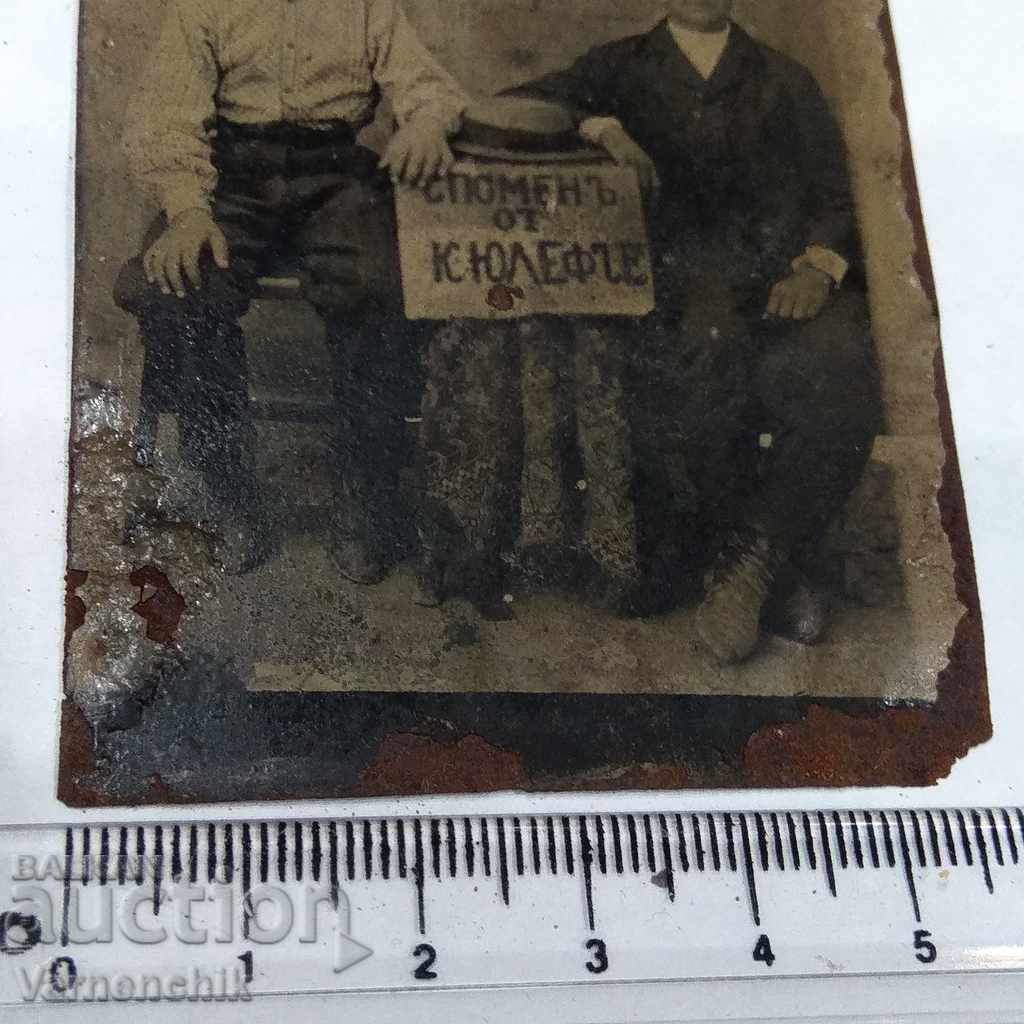 СПОМЕНЪ
ОТ
КЮЛЕФЧЕ
0 1 2 3 4 5
BALKAN
auction
Varnonchik